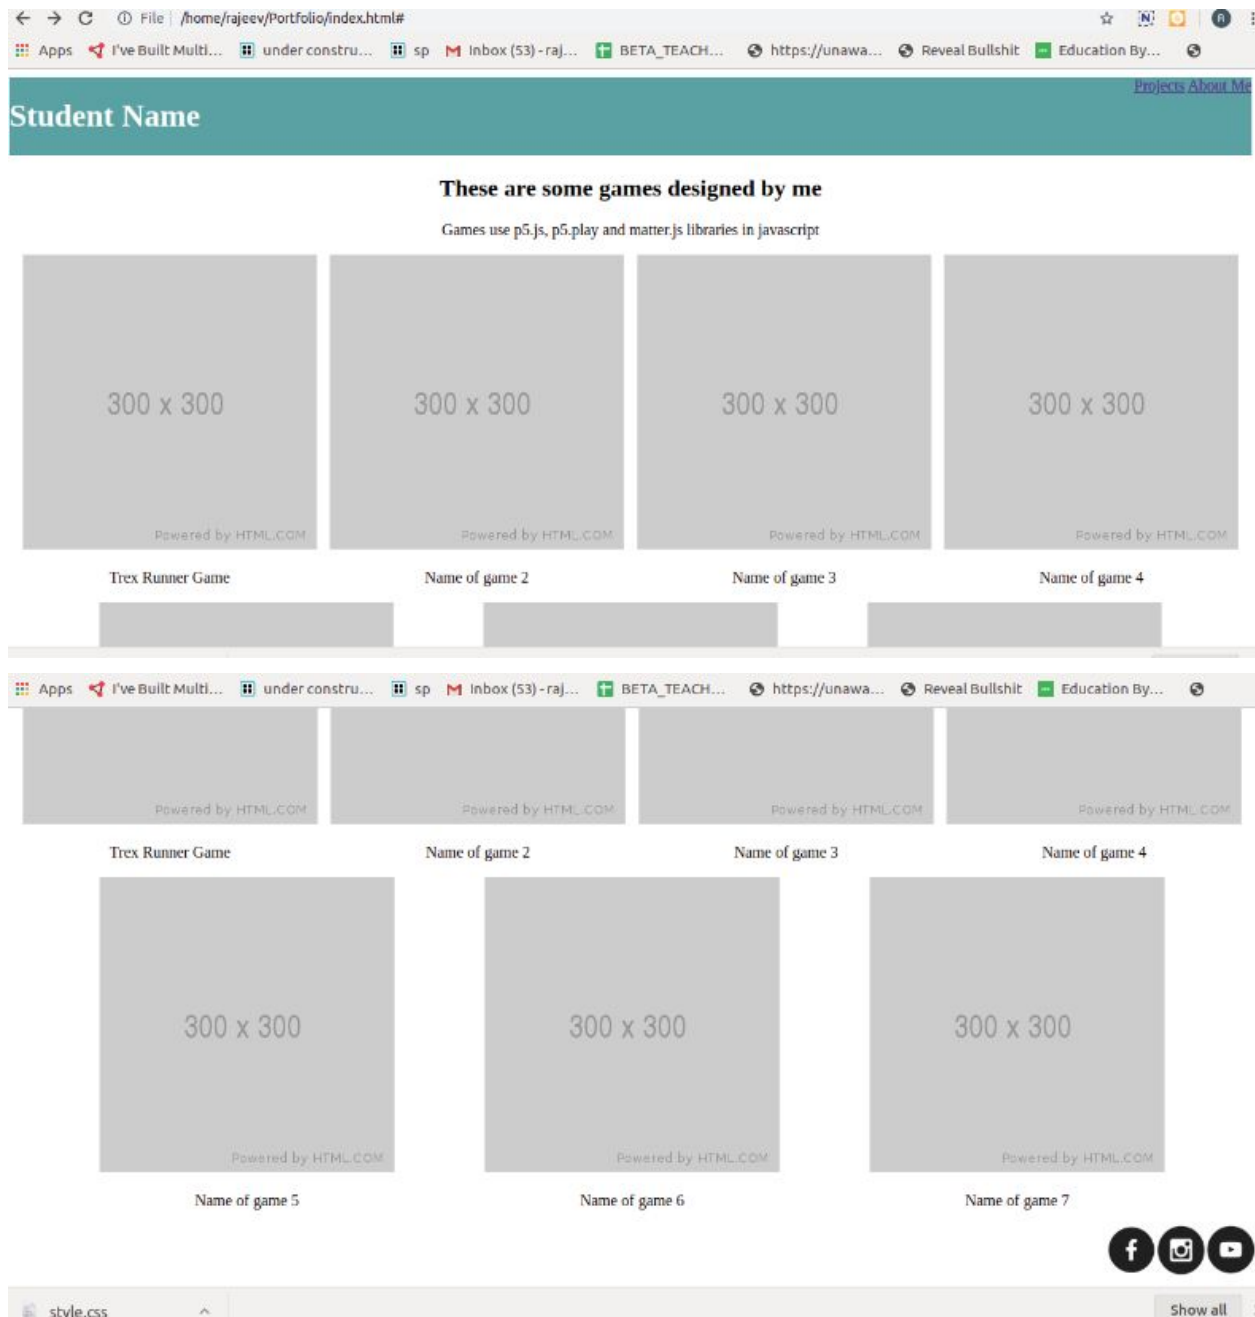 File /home/rajeev/Portfolio/index.html#
Apps I've Built Multi... under constru... sp Inbox (53) - raj... BETA_TEACH... https://unawa... Reveal Bullshit Education By...
Projects About Me
Student Name
These are some games designed by me
Games use p5.js, p5.play and matter.js libraries in javascript
300 x 300 300 x 300 300 x 300 300 x 300
Powered by HTML.COM Powered by HTML.COM Powered by HTML.COM Powered by HTML.COM
Trex Runner Game Name of game 2 Name of game 3 Name of game 4
Apps I've Built Multi... under constru... sp Inbox (53) - raj... BETA_TEACH... https://unawa... Reveal Bullshit Education By...
Powered by HTML.COM Powered by HTML.COM Powered by HTML.COM Powered by HTML.COM
Trex Runner Game Name of game 2 Name of game 3 Name of game 4
300 x 300 300 x 300 300 x 300
Powered by HTML.COM Powered by HTML.COM Powered by HTML.COM
Name of game 5 Name of game 6 Name of game 7
style.css Show all